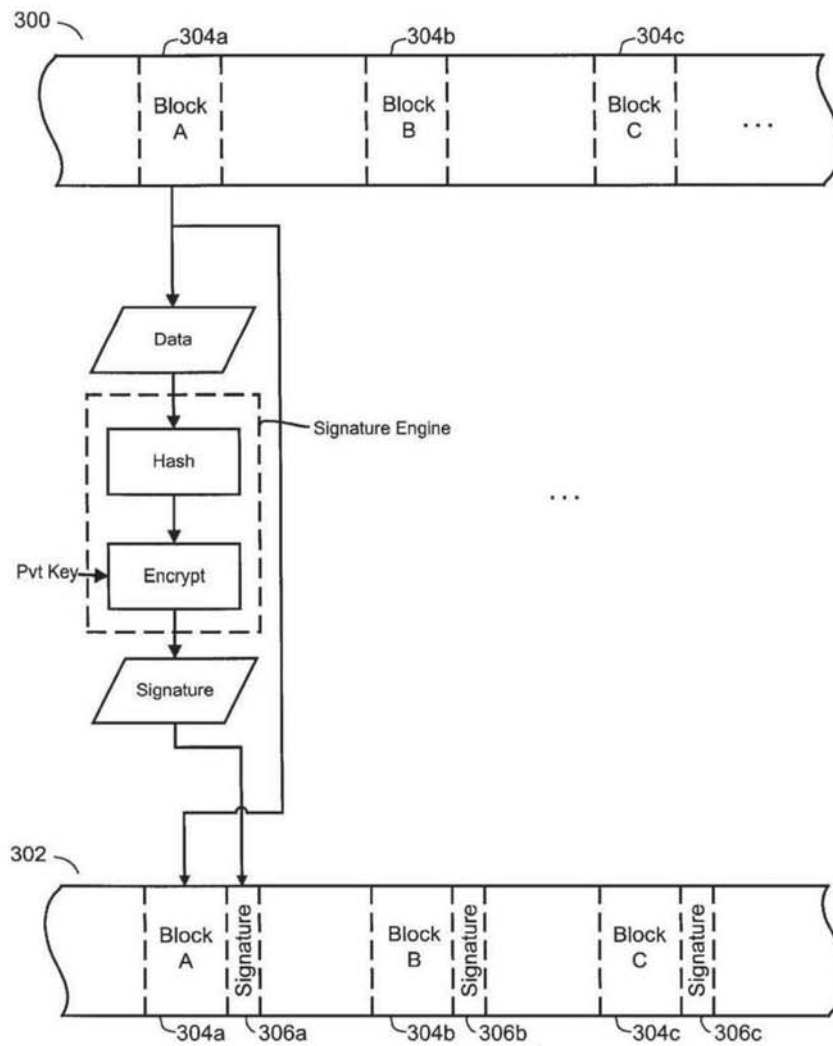 300
304a
304b
304c
Block
A
Block
B
Block
C
...
Data
Signature Engine
Hash
...
Pvt Key
Encrypt
Signature
302
Block
A
Signature
Block
B
Signature
Block
C
Signature
304a
306a
304b
306b
304c
306c